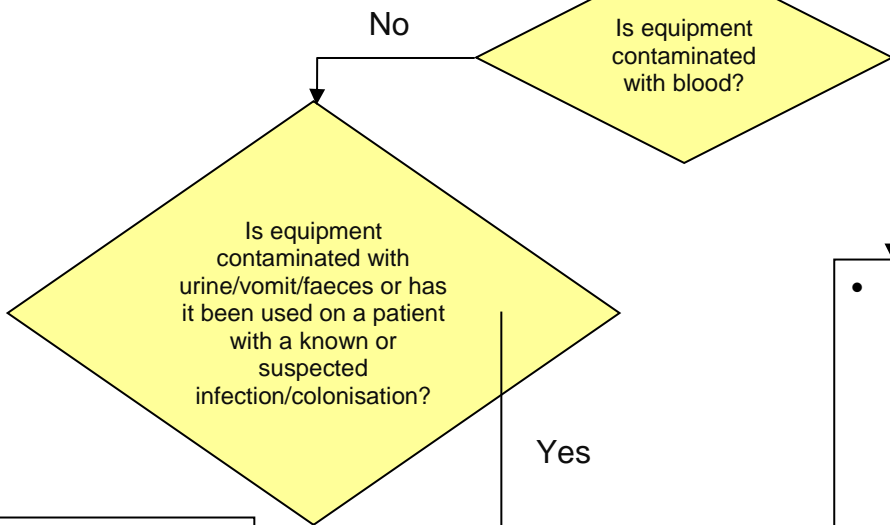 No
Is equipment
contaminated
with blood?
Is equipment
contaminated with
urine/vomit/faeces or has
it been used on a patient
with a known or
suspected
infection/colonisation?
•
Yes